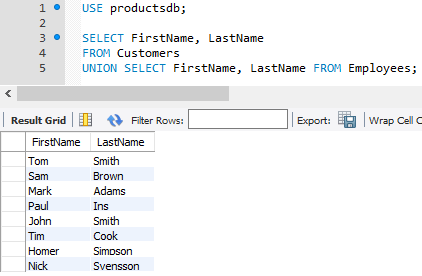 1 USE productsdb;
2
3 SELECT FirstName, LastName
4 FROM Customers
5 UNION SELECT FirstName, LastName FROM Employees;
Result Grid Filter Rows: Export: Wrap Cell C
FirstName LastName
Tom Smith
Sam Brown
Mark Adams
Paul Ins
John Smith
Tim Cook
Homer Simpson
Nick Svensson